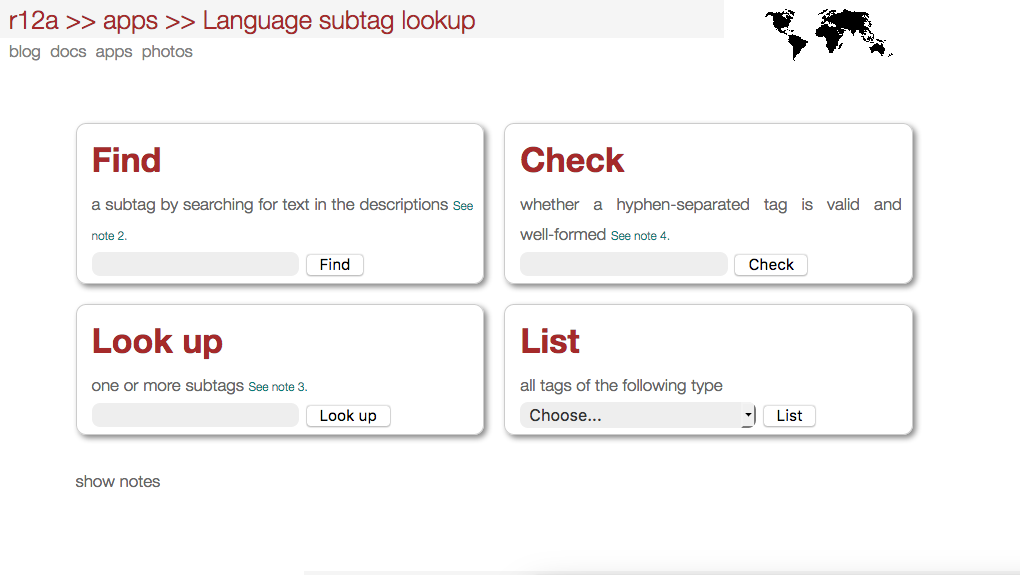 r12a >> apps >> Language subtag lookup
blog docs apps photos
Find
a subtag by searching for text in the descriptions See
note 2.
Find
Check
whether a hyphen-separated tag is valid and
well-formed See note 4.
Check
Look up
one or more subtags See note 3.
Look up
List
all tags of the following type
Choose... List
show notes